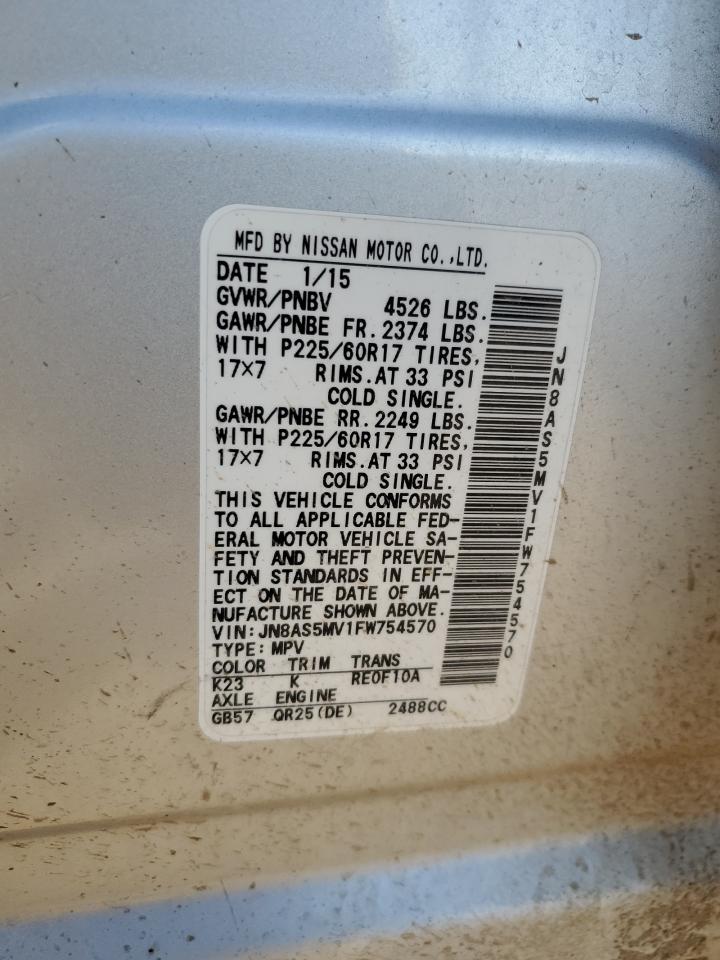 MFD BY NISSAN MOTOR CO.,LTD.
DATE 1/15
GVWR/PNBV 4526 LBS.
GAWR/PNBE FR.2374 LBS.
WITH P225/60R17 TIRES,
17×7 RIMS.AT 33 PSI
COLD SINGLE.
GAWR/PNBE RR.2249 LBS.
WITH P225/60R17 TIRES,
17×7 RIMS.AT 33 PSI
COLD SINGLE.
THIS VEHICLE CONFORMS
TO ALL APPLICABLE FED-
ERAL MOTOR VEHICLE SA-
FETY AND THEFT PREVEN-
TION STANDARDS IN EFF-
ECT ON THE DATE OF MA-
NUFACTURE SHOWN ABOVE.
VIN:JN8AS5MV1FW754570
TYPE:MPV
COLOR TRIM TRANS
K23 K RE0F10A
AXLE ENGINE
GB57 QR25(DE) 2488CC
JN8AS5MV1FW754570